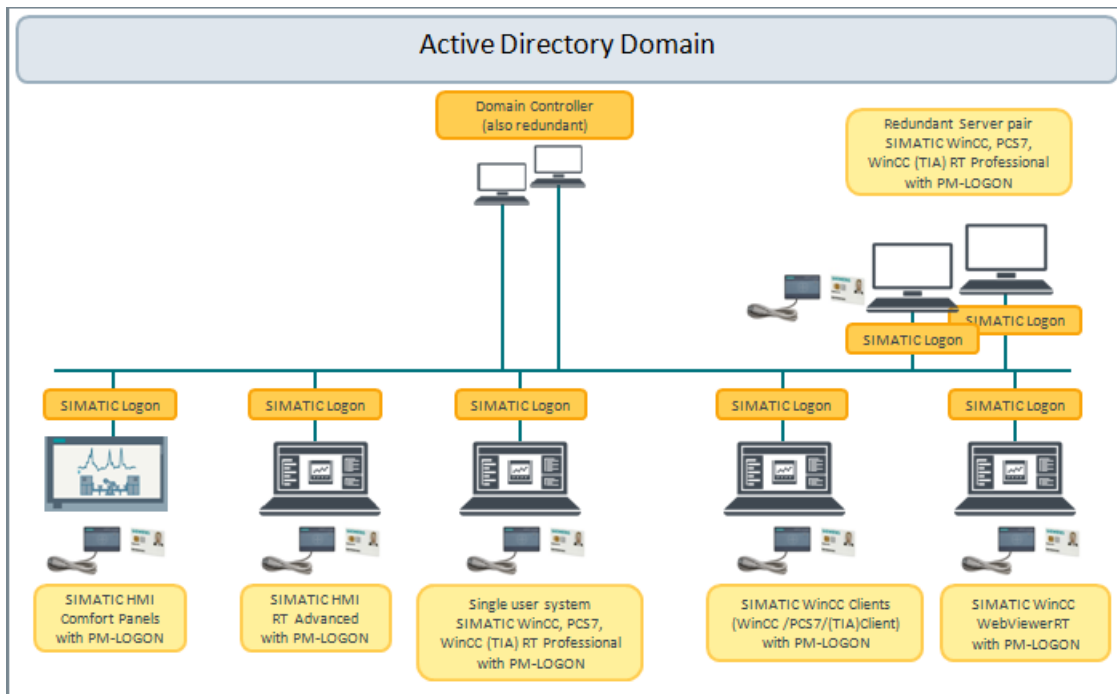 Active Directory Domain
Domain Controller
(also redundant)
Redundant Server pair
SIMATIC WinCC, PCS7,
WinCC (TIA) RT Professional
with PM-LOGON
SIMATIC Logon
SIMATIC Logon
SIMATIC Logon
SIMATIC Logon
SIMATIC Logon
SIMATIC Logon
SIMATIC Logon
SIMATIC HMI
Comfort Panels
with PM-LOGON
SIMATIC HMI
RT Advanced
with PM-LOGON
Single user system
SIMATIC WinCC, PCS7,
WinCC (TIA) RT Professional
with PM-LOGON
SIMATIC WinCC Clients
(WinCC /PCS7/(TIA)Client)
with PM-LOGON
SIMATIC WinCC
WebViewerRT
with PM-LOGON